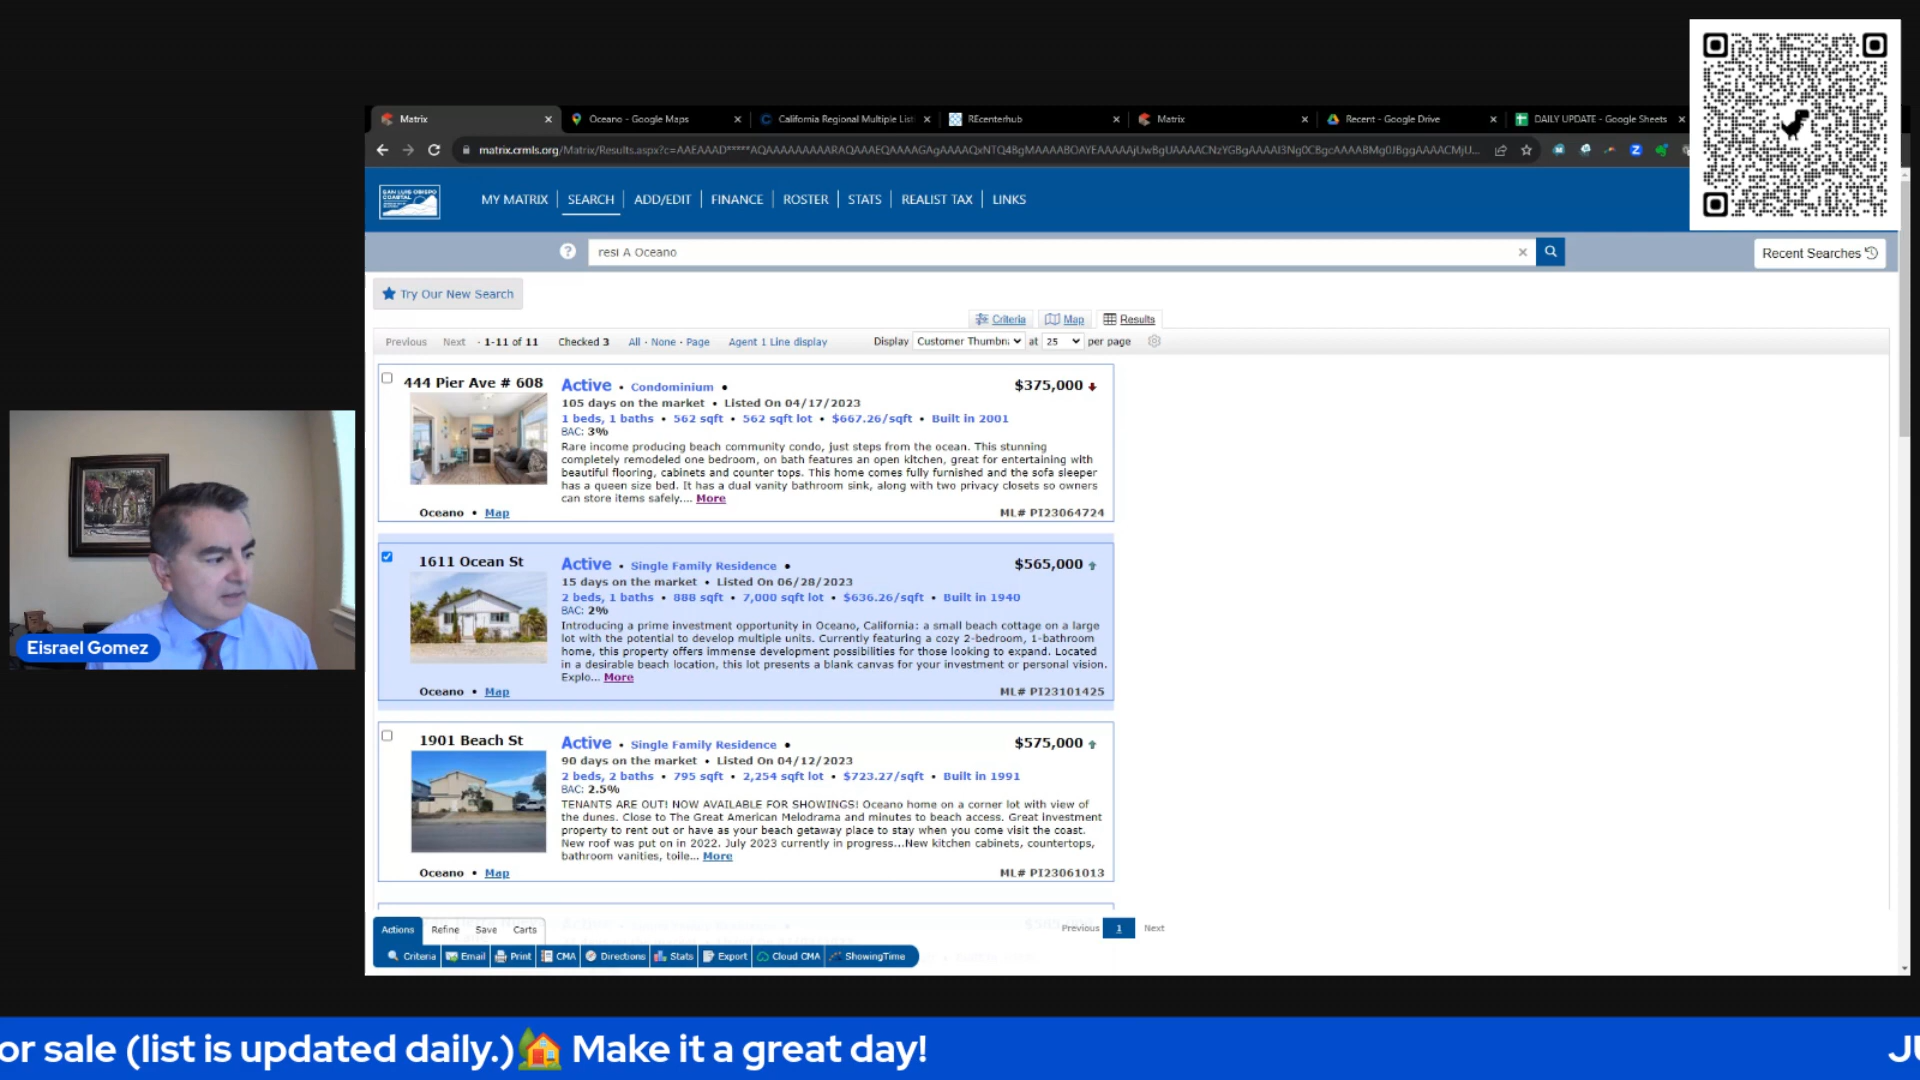 Matrix
Oceano - Google Maps
California Regional Multiple List
REcenterhub
Matrix
Recent - Google Drive
DAILY UPDATE - Google Sheets
SAN LUIS OBISPO
COASTAL
MY MATRIX
SEARCH
ADD/EDIT
FINANCE
ROSTER
STATS
REALIST TAX
LINKS
?
resi A Oceano
Recent Searches
Try Our New Search
Criteria
Map
Results
Previous Next · 1-11 of 11 Checked 3 All · None · Page Agent 1 Line display Display Customer Thumbn at 25 per page
444 Pier Ave # 608
Active • Condominium • $375,000
105 days on the market • Listed On 04/17/2023
1 beds, 1 baths • 562 sqft • 562 sqft lot • $667.26/sqft • Built in 2001
BAC: 3%
Rare income producing beach community condo, just steps from the ocean. This stunning
completely remodeled one bedroom, on bath features an open kitchen, great for entertaining with
beautiful flooring, cabinets and counter tops. This home comes fully furnished and the sofa sleeper
has a queen size bed. It has a dual vanity bathroom sink, along with two privacy closets so owners
can store items safely.... More
Oceano • Map
ML# PI23064724
1611 Ocean St
Active • Single Family Residence • $565,000
15 days on the market • Listed On 06/28/2023
2 beds, 1 baths • 888 sqft • 7,000 sqft lot • $636.26/sqft • Built in 1940
BAC: 2%
Introducing a prime investment opportunity in Oceano, California: a small beach cottage on a large
lot with the potential to develop multiple units. Currently featuring a cozy 2-bedroom, 1-bathroom
home, this property offers immense development possibilities for those looking to expand. Located
in a desirable beach location, this lot presents a blank canvas for your investment or personal vision.
Explo... More
Oceano • Map
ML# PI23101425
1901 Beach St
Active • Single Family Residence • $575,000
90 days on the market • Listed On 04/12/2023
2 beds, 2 baths • 795 sqft • 2,254 sqft lot • $723.27/sqft • Built in 1991
BAC: 2.5%
TENANTS ARE OUT! NOW AVAILABLE FOR SHOWINGS! Oceano home on a corner lot with view of
the dunes. Close to The Great American Melodrama and minutes to beach access. Great investment
property to rent out or have as your beach getaway place to stay when you come visit the coast.
New roof was put on in 2022. July 2023 currently in progress...New kitchen cabinets, countertops,
bathroom vanities, toile... More
Oceano • Map
ML# PI23061013
Actions Refine Save Carts
Previous 1 Next
Criteria Email Print CMA Directions Stats Export Cloud CMA ShowingTime
Eisrael Gomez
or sale (list is updated daily.)🏡 Make it a great day!
JU